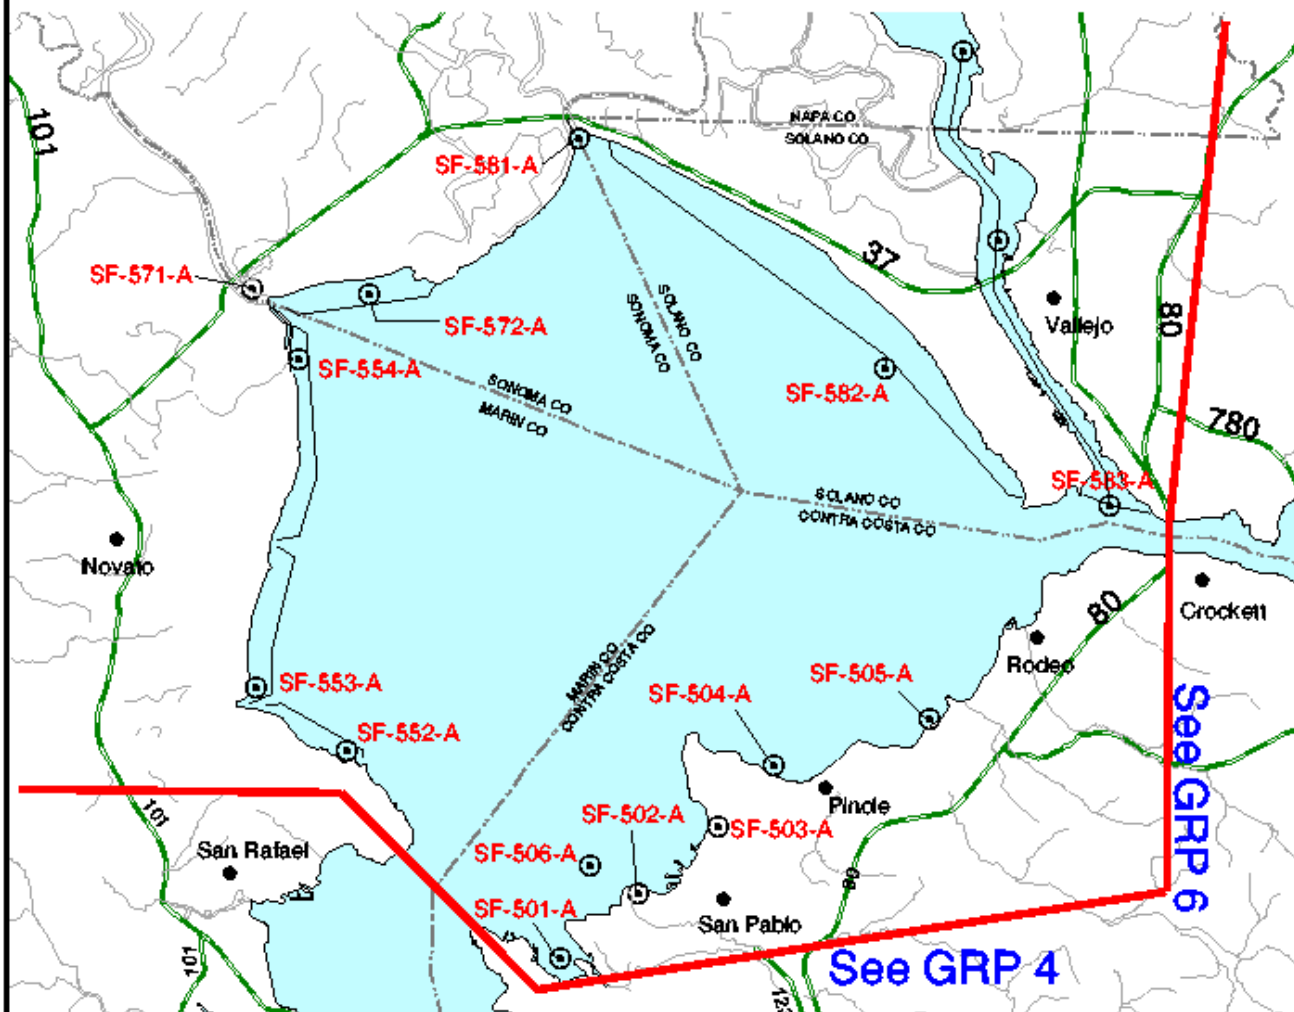 101
NAPA CO
SOLANO CO
SF-581-A
37
SF-571-A
SF-572-A
SOLANO CO
SONOMA CO
Vallejo
80
SF-554-A
SONOMA CO
MARIN CO
SF-582-A
780
SF-583-A
SOLANO CO
CONTRA COSTA CO
Novato
80
Crockett
Rodeo
MARIN CO
CONTRA COSTA CO
SF-553-A
SF-504-A
SF-505-A
SF-552-A
See GRP 6
Pinole
101
SF-502-A
SF-503-A
San Rafael
SF-506-A
80
SF-501-A
San Pablo
101
See GRP 4
123